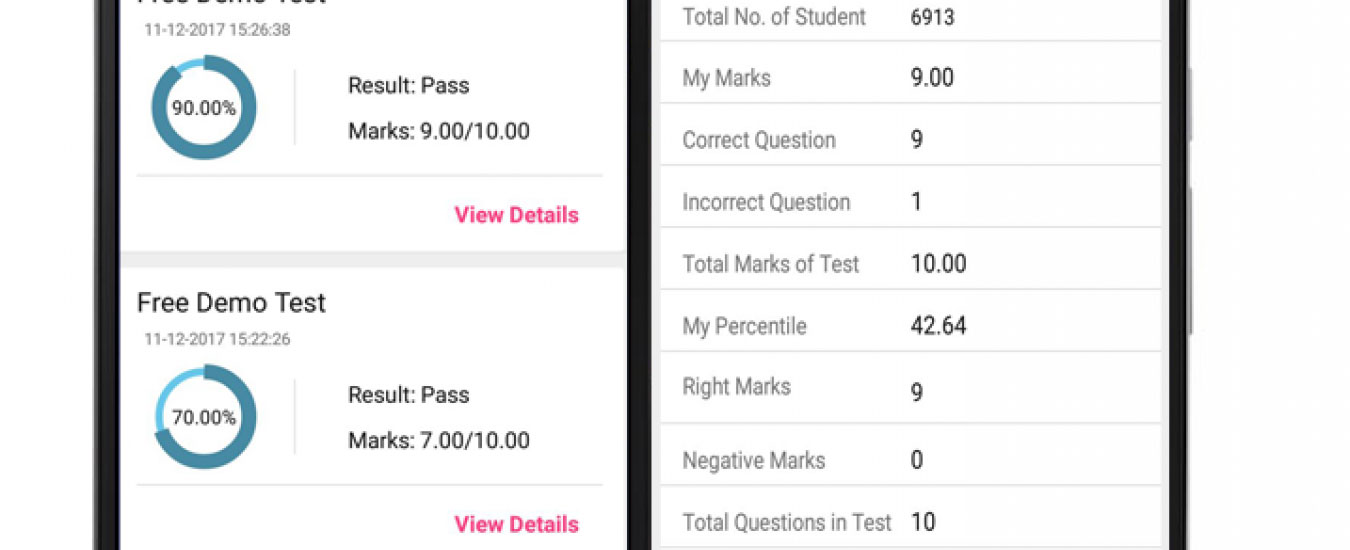 Free Demo Test
11-12-2017 15:26:38
90.00%
Result: Pass
Marks: 9.00/10.00
View Details
Free Demo Test
11-12-2017 15:22:26
70.00%
Result: Pass
Marks: 7.00/10.00
View Details
Total No. of Student 6913
My Marks 9.00
Correct Question 9
Incorrect Question 1
Total Marks of Test 10.00
My Percentile 42.64
Right Marks 9
Negative Marks 0
Total Questions in Test 10